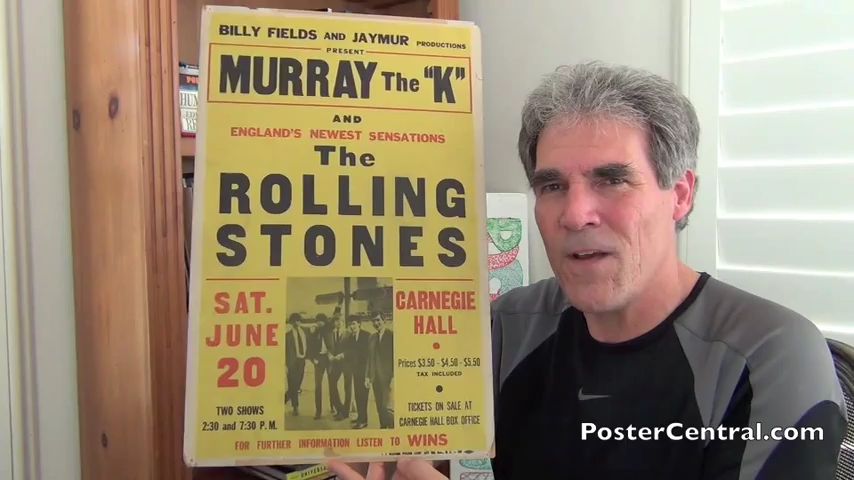 BILLY FIELDS AND JAYMUR PRODUCTIONS
PRESENT
MURRAY The "K"
AND
ENGLAND'S NEWEST SENSATIONS
The
ROLLING
STONES
SAT.
JUNE
20
TWO SHOWS
2:30 and 7:30 P.M.
CARNEGIE
HALL
Prices $3.50 - $4.50 - $5.50
TAX INCLUDED
TICKETS ON SALE AT
CARNEGIE HALL BOX OFFICE
FOR FURTHER INFORMATION LISTEN TO WINS
PosterCentral.com